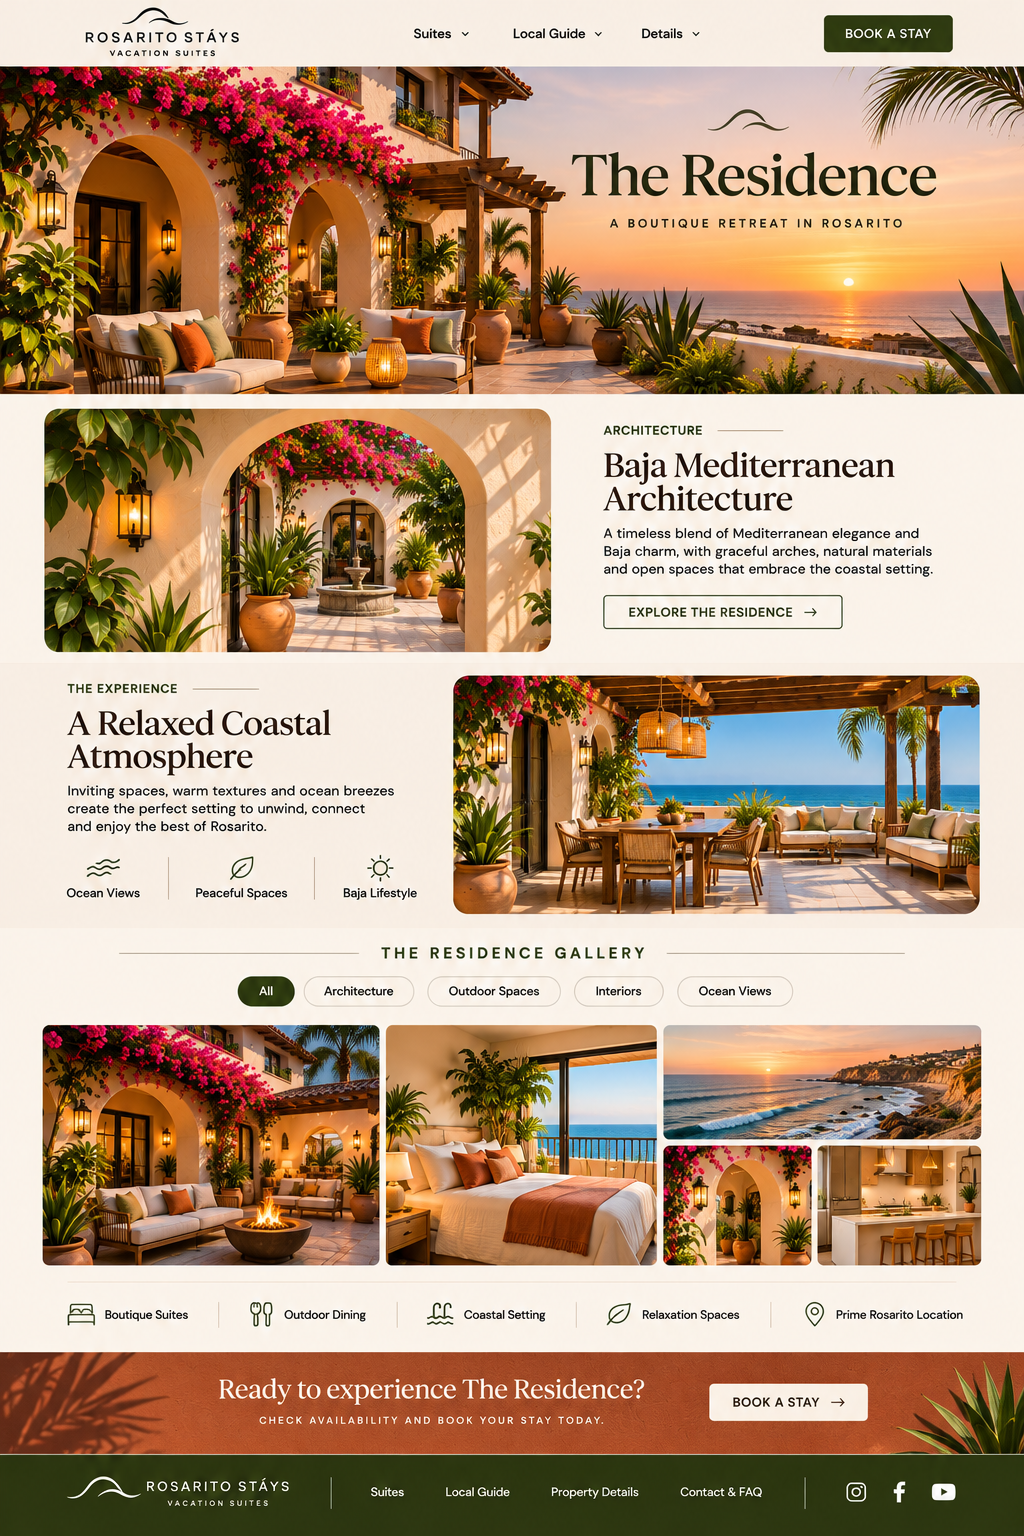 ROSARITO STÁYS
VACATION SUITES
Suites
Local Guide
Details
BOOK A STAY
The Residence
A BOUTIQUE RETREAT IN ROSARITO
ARCHITECTURE
Baja Mediterranean
Architecture
A timeless blend of Mediterranean elegance and
Baja charm, with graceful arches, natural materials
and open spaces that embrace the coastal setting.
EXPLORE THE RESIDENCE →
THE EXPERIENCE
A Relaxed Coastal
Atmosphere
Inviting spaces, warm textures and ocean breezes
create the perfect setting to unwind, connect
and enjoy the best of Rosarito.
Ocean Views
Peaceful Spaces
Baja Lifestyle
THE RESIDENCE GALLERY
All
Architecture
Outdoor Spaces
Interiors
Ocean Views
Boutique Suites
Outdoor Dining
Coastal Setting
Relaxation Spaces
Prime Rosarito Location
Ready to experience The Residence?
CHECK AVAILABILITY AND BOOK YOUR STAY TODAY.
BOOK A STAY →
ROSARITO STÁYS
VACATION SUITES
Suites
Local Guide
Property Details
Contact & FAQ